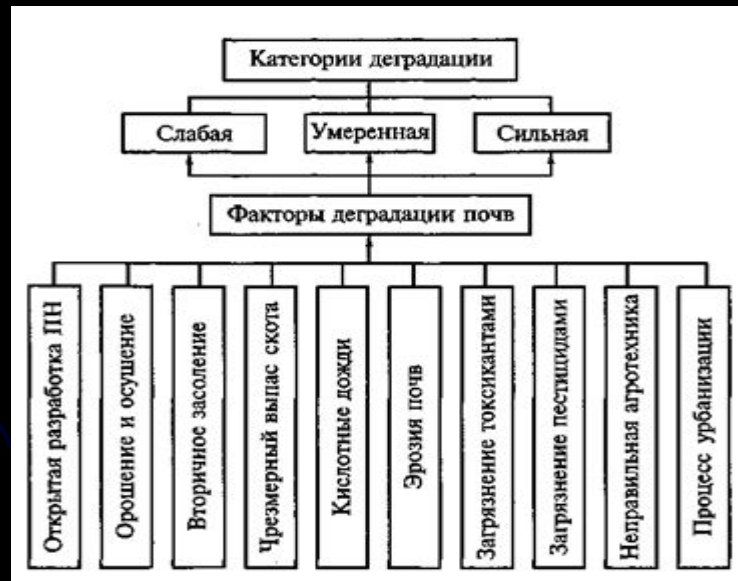 Категории деградации
Слабая
Умеренная
Сильная
Факторы деградации почв
Открытая разработка ПН
Орошение и осушение
Вторичное засоление
Чрезмерный выпас скота
Кислотные дожди
Эрозия почв
Загрязнение токсикантами
Загрязнение пестицидами
Неправильная агротехника
Процесс урбанизации